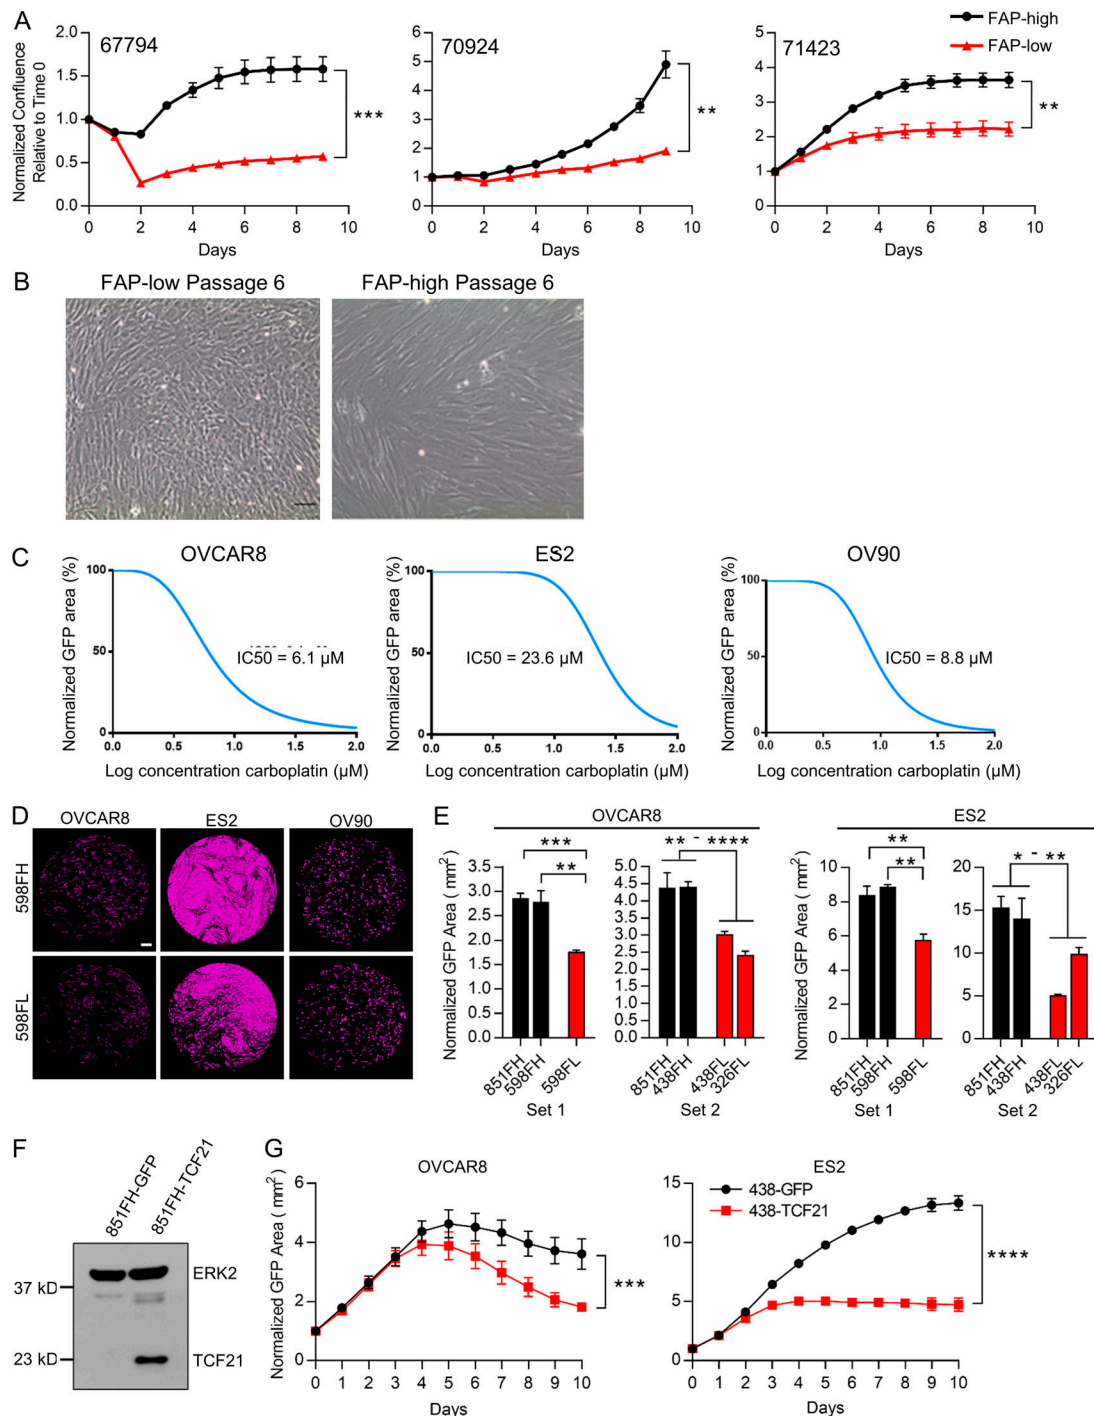 A
FAP-high
FAP-low
Normalized Confluence
Relative to Time 0
67794
2.0
1.5
1.0
0.5
0.0
0 2 4 6 8 10
Days
***
70924
6
5
4
3
2
1
0
0 2 4 6 8 10
Days
**
71423
5
4
3
2
1
0
0 2 4 6 8 10
Days
**
B
FAP-low Passage 6
FAP-high Passage 6
C
OVCAR8
Normalized GFP area (%)
100
50
0
IC50 = 6.1 µM
0.0 0.5 1.0 1.5 2.0
Log concentration carboplatin (µM)
ES2
Normalized GFP area (%)
100
50
0
IC50 = 23.6 µM
0.0 0.5 1.0 1.5 2.0
Log concentration carboplatin (µM)
OV90
Normalized GFP area (%)
100
50
0
IC50 = 8.8 µM
0.0 0.5 1.0 1.5 2.0
Log concentration carboplatin (µM)
D
OVCAR8 ES2 OV90
598FH
598FL
E
OVCAR8
Normalized GFP Area ( mm²)
3.5
3.0
2.5
2.0
1.5
1.0
0.5
0.0
***
**
851FH 598FH 598FL
Set 1
5.0
4.5
4.0
3.5
3.0
2.5
2.0
1.5
1.0
0.5
0.0
** - ****
851FH 438FH 438FL 326FL
Set 2
ES2
Normalized GFP Area ( mm²)
10
8
6
4
2
0
**
**
851FH 598FH 598FL
Set 1
20
15
10
5
0
* - **
851FH 438FH 438FL 326FL
Set 2
F
851FH-GFP
851FH-TCF21
37 kD
ERK2
23 kD
TCF21
G
OVCAR8
Normalized GFP Area ( mm²)
6
4
2
0
***
0 1 2 3 4 5 6 7 8 9 10
Days
ES2
438-GFP
438-TCF21
15
10
5
0
****
0 1 2 3 4 5 6 7 8 9 10
Days